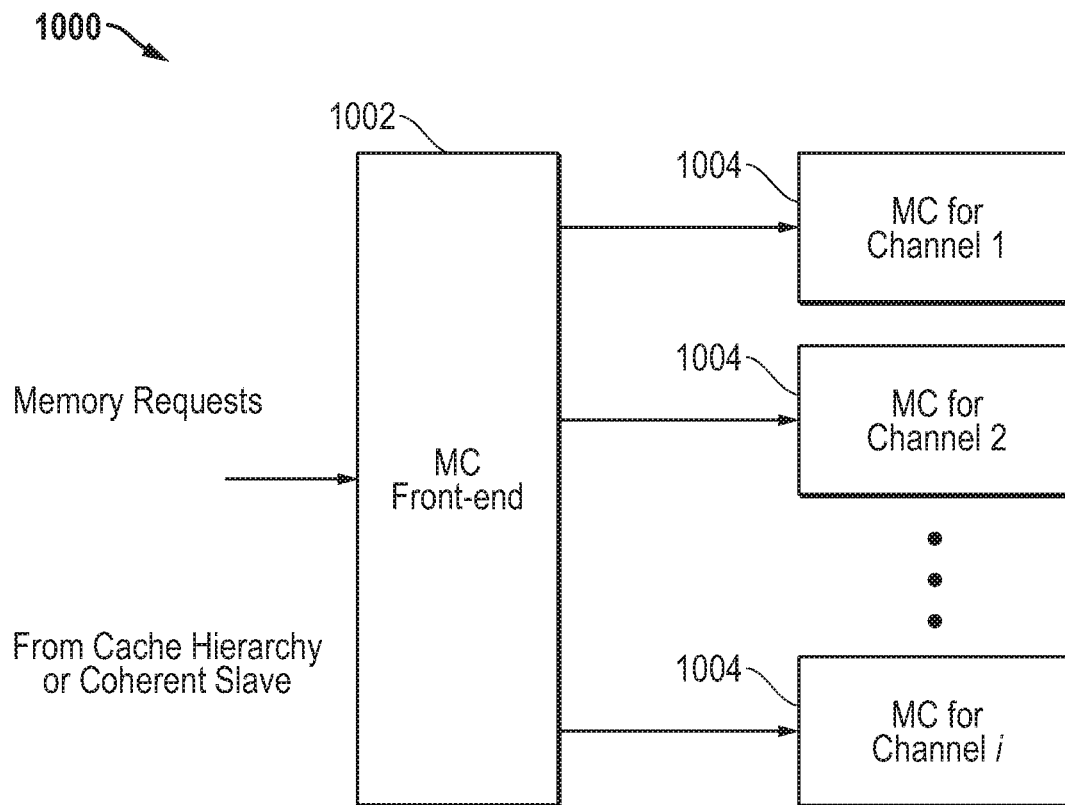 1000
1002
1004
MC for
Channel 1
1004
MC for
Channel 2
Memory Requests
MC
Front-end
From Cache Hierarchy
or Coherent Slave
1004
MC for
Channel i